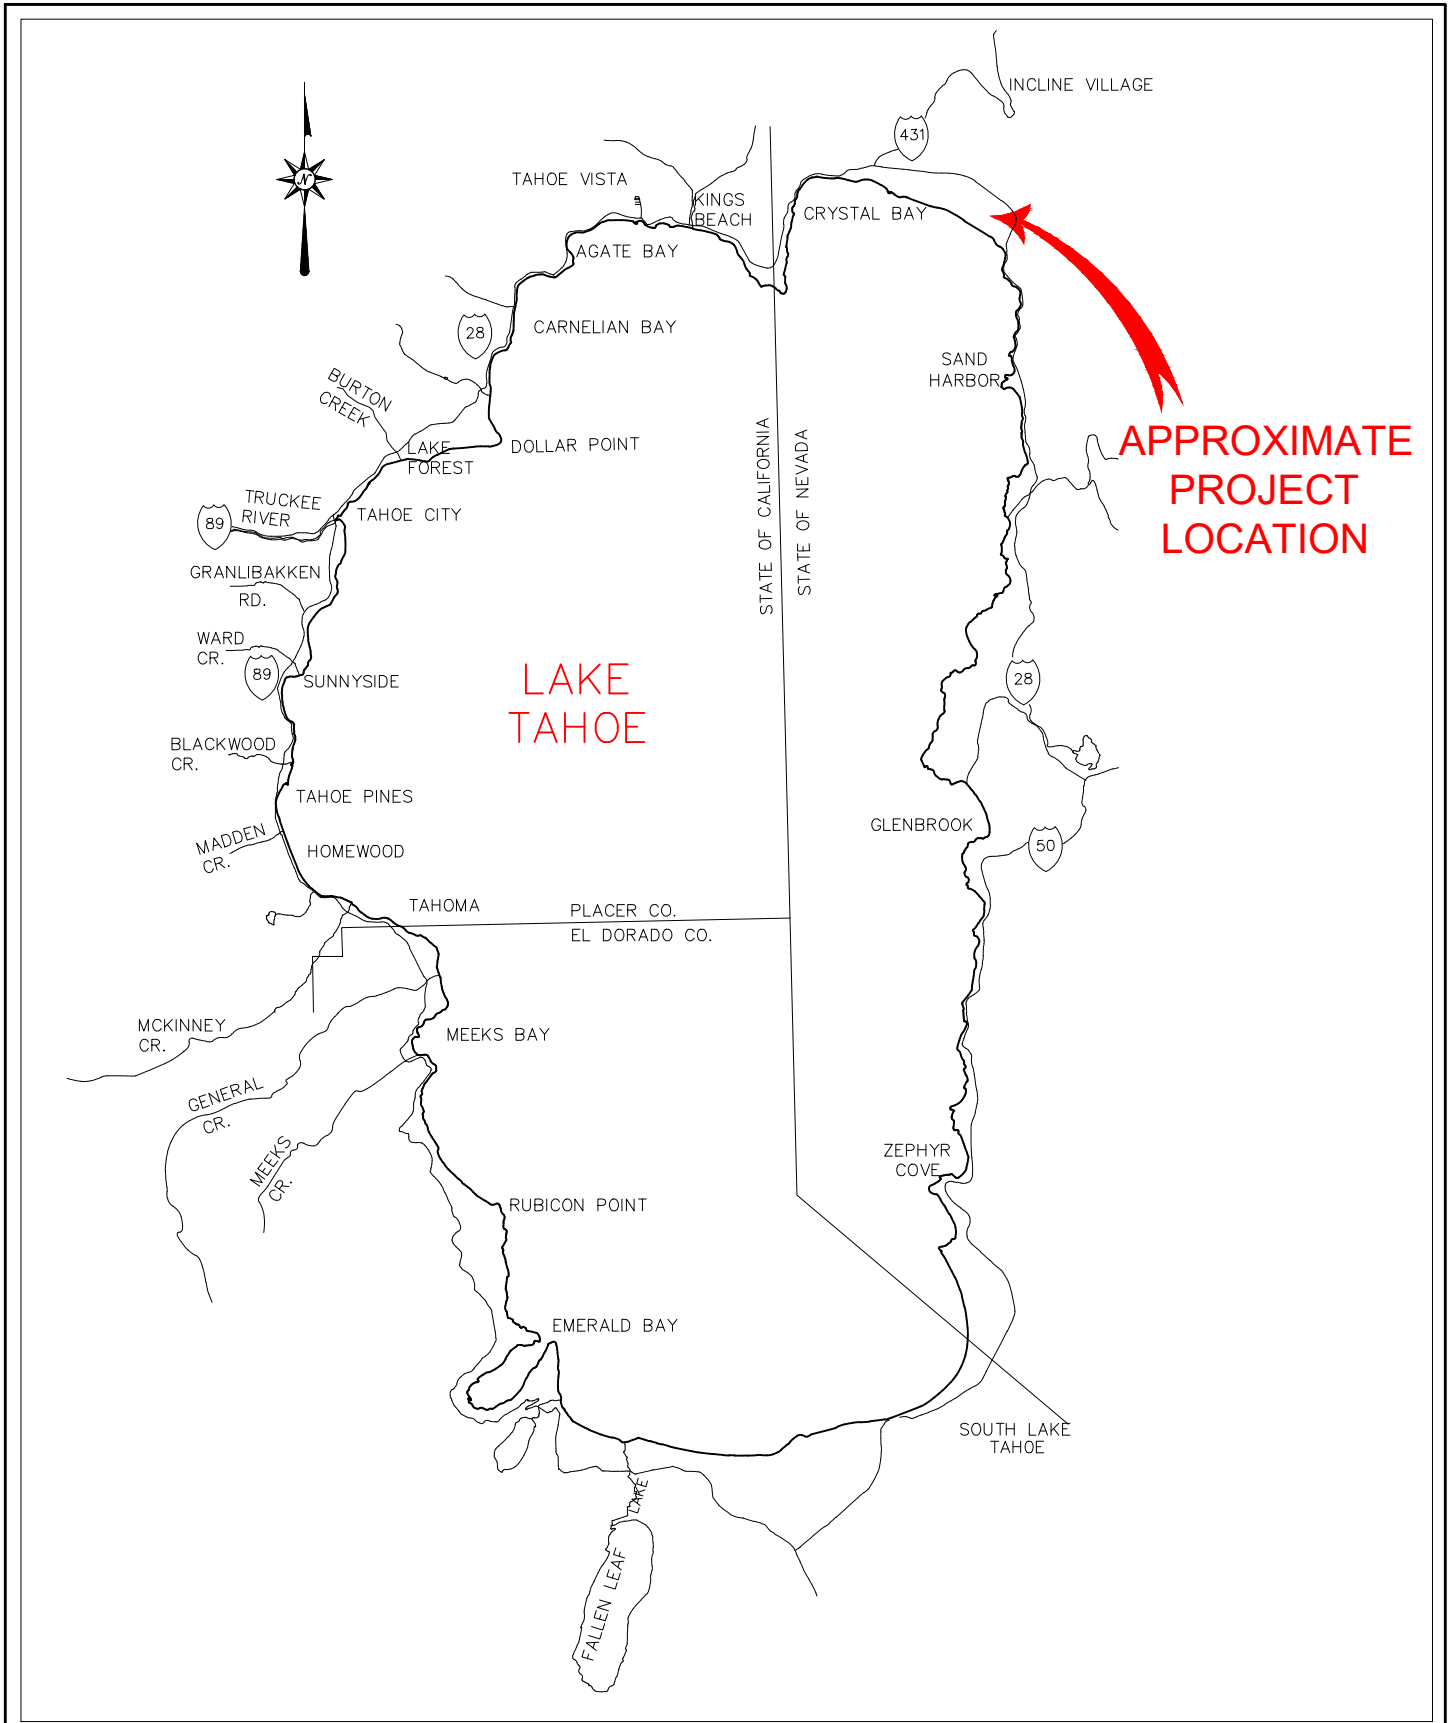 INCLINE VILLAGE
431
N
TAHOE VISTA
KINGS
BEACH
CRYSTAL BAY
AGATE BAY
CARNELIAN BAY
28
SAND
HARBOR
BURTON
CREEK
LAKE
FOREST
DOLLAR POINT
STATE OF CALIFORNIA
STATE OF NEVADA
APPROXIMATE
PROJECT
LOCATION
TRUCKEE
RIVER
89
TAHOE CITY
GRANLIBAKKEN
RD.
WARD
CR.
89
SUNNYSIDE
LAKE
TAHOE
28
BLACKWOOD
CR.
TAHOE PINES
GLENBROOK
50
MADDEN
CR.
HOMEWOOD
TAHOMA
PLACER CO.
EL DORADO CO.
MCKINNEY
CR.
MEEKS BAY
GENERAL
CR.
MEEKS
CR.
ZEPHYR
COVE
RUBICON POINT
EMERALD BAY
SOUTH LAKE
TAHOE
FALLEN LEAF
LAKE